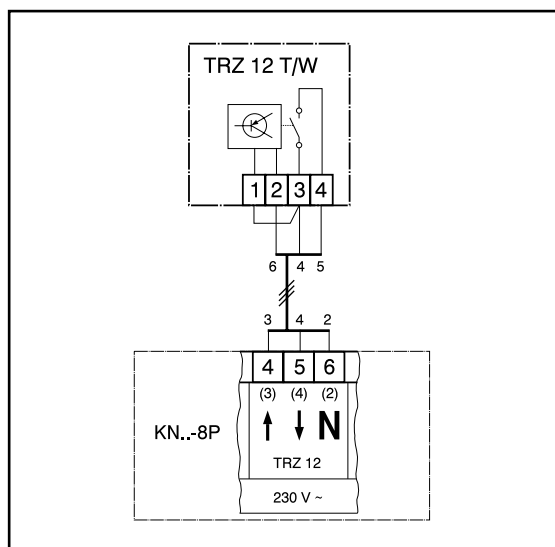 TRZ 12 T/W
1 2 3 4
6 4 5
3 4 2
4 5 6
(3) (4) (2)
KN..-8P
N
TRZ 12
230 V ~